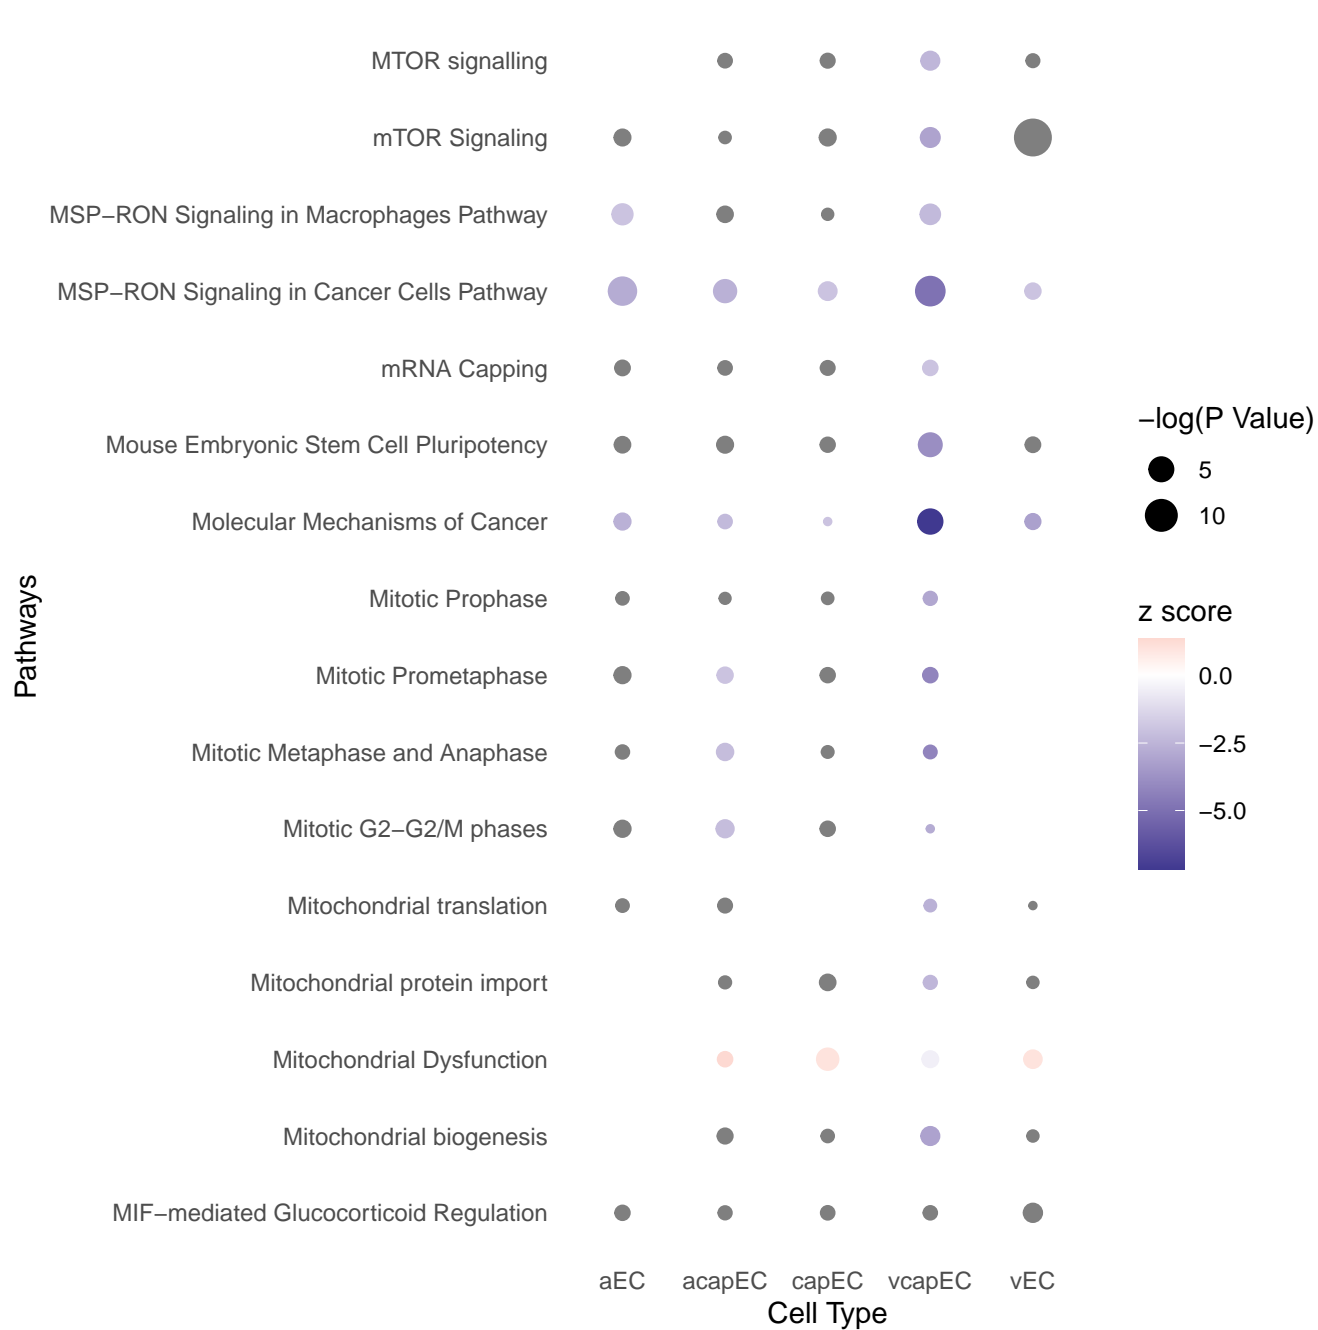 MTOR signalling
mTOR Signaling
MSP−RON Signaling in Macrophages Pathway
MSP−RON Signaling in Cancer Cells Pathway
mRNA Capping
Mouse Embryonic Stem Cell Pluripotency
Molecular Mechanisms of Cancer
Mitotic Prophase
Mitotic Prometaphase
Mitotic Metaphase and Anaphase
Mitotic G2−G2/M phases
Mitochondrial translation
Mitochondrial protein import
Mitochondrial Dysfunction
Mitochondrial biogenesis
MIF−mediated Glucocorticoid Regulation
Pathways
aEC acapEC capEC vcapEC vEC
Cell Type
−log(P Value)
5
10
z score
0.0
−2.5
−5.0